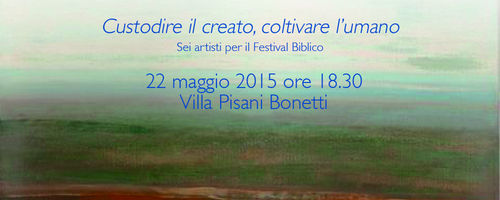 Custodire il creato, coltivare l'umano
Sei artisti per il Festival Biblico
22 maggio 2015 ore 18.30
Villa Pisani Bonetti